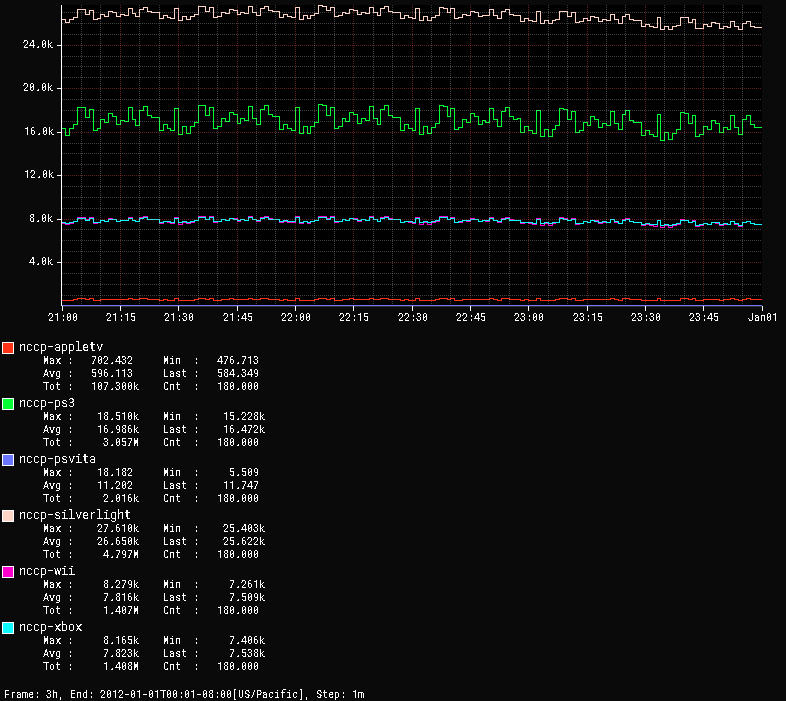 24.0k
20.0k
16.0k
12.0k
8.0k
4.0k
21:00 21:15 21:30 21:45 22:00 22:15 22:30 22:45 23:00 23:15 23:30 23:45 Jan01
nccp-appletv
Max : 702.432 Min : 476.713
Avg : 596.113 Last : 584.349
Tot : 107.300k Cnt : 180.000
nccp-ps3
Max : 18.510k Min : 15.228k
Avg : 16.986k Last : 16.472k
Tot : 3.057M Cnt : 180.000
nccp-psvita
Max : 18.182 Min : 5.509
Avg : 11.202 Last : 11.747
Tot : 2.016k Cnt : 180.000
nccp-silverlight
Max : 27.610k Min : 25.403k
Avg : 26.650k Last : 25.622k
Tot : 4.797M Cnt : 180.000
nccp-wii
Max : 8.279k Min : 7.261k
Avg : 7.816k Last : 7.509k
Tot : 1.407M Cnt : 180.000
nccp-xbox
Max : 8.165k Min : 7.406k
Avg : 7.823k Last : 7.538k
Tot : 1.408M Cnt : 180.000
Frame: 3h, End: 2012-01-01T00:01-08:00[US/Pacific], Step: 1m